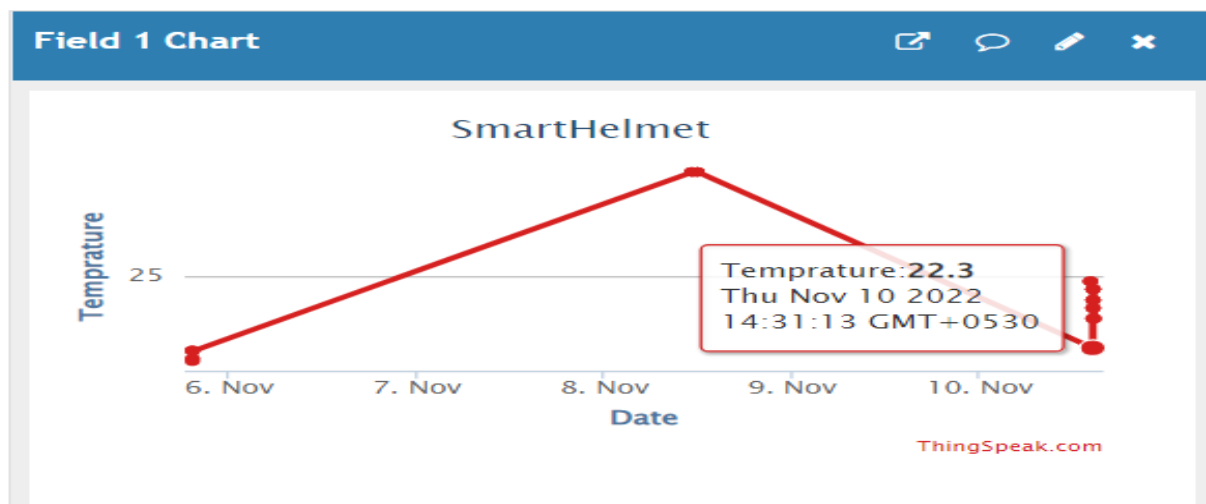 Field 1 Chart
SmartHelmet
Temprature
25
Temprature:22.3
Thu Nov 10 2022
14:31:13 GMT+0530
6. Nov 7. Nov 8. Nov 9. Nov 10. Nov
Date
ThingSpeak.com